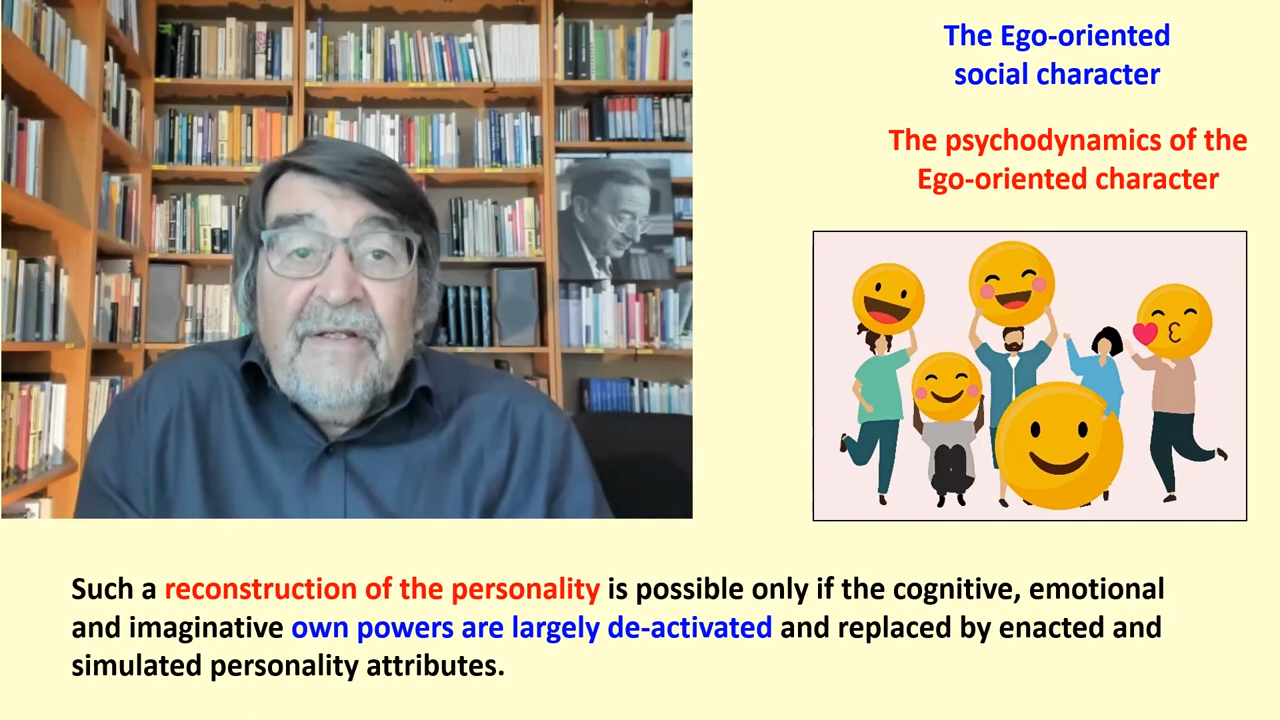 The Ego-oriented
social character
The psychodynamics of the
Ego-oriented character
Such a reconstruction of the personality is possible only if the cognitive, emotional
and imaginative own powers are largely de-activated and replaced by enacted and
simulated personality attributes.